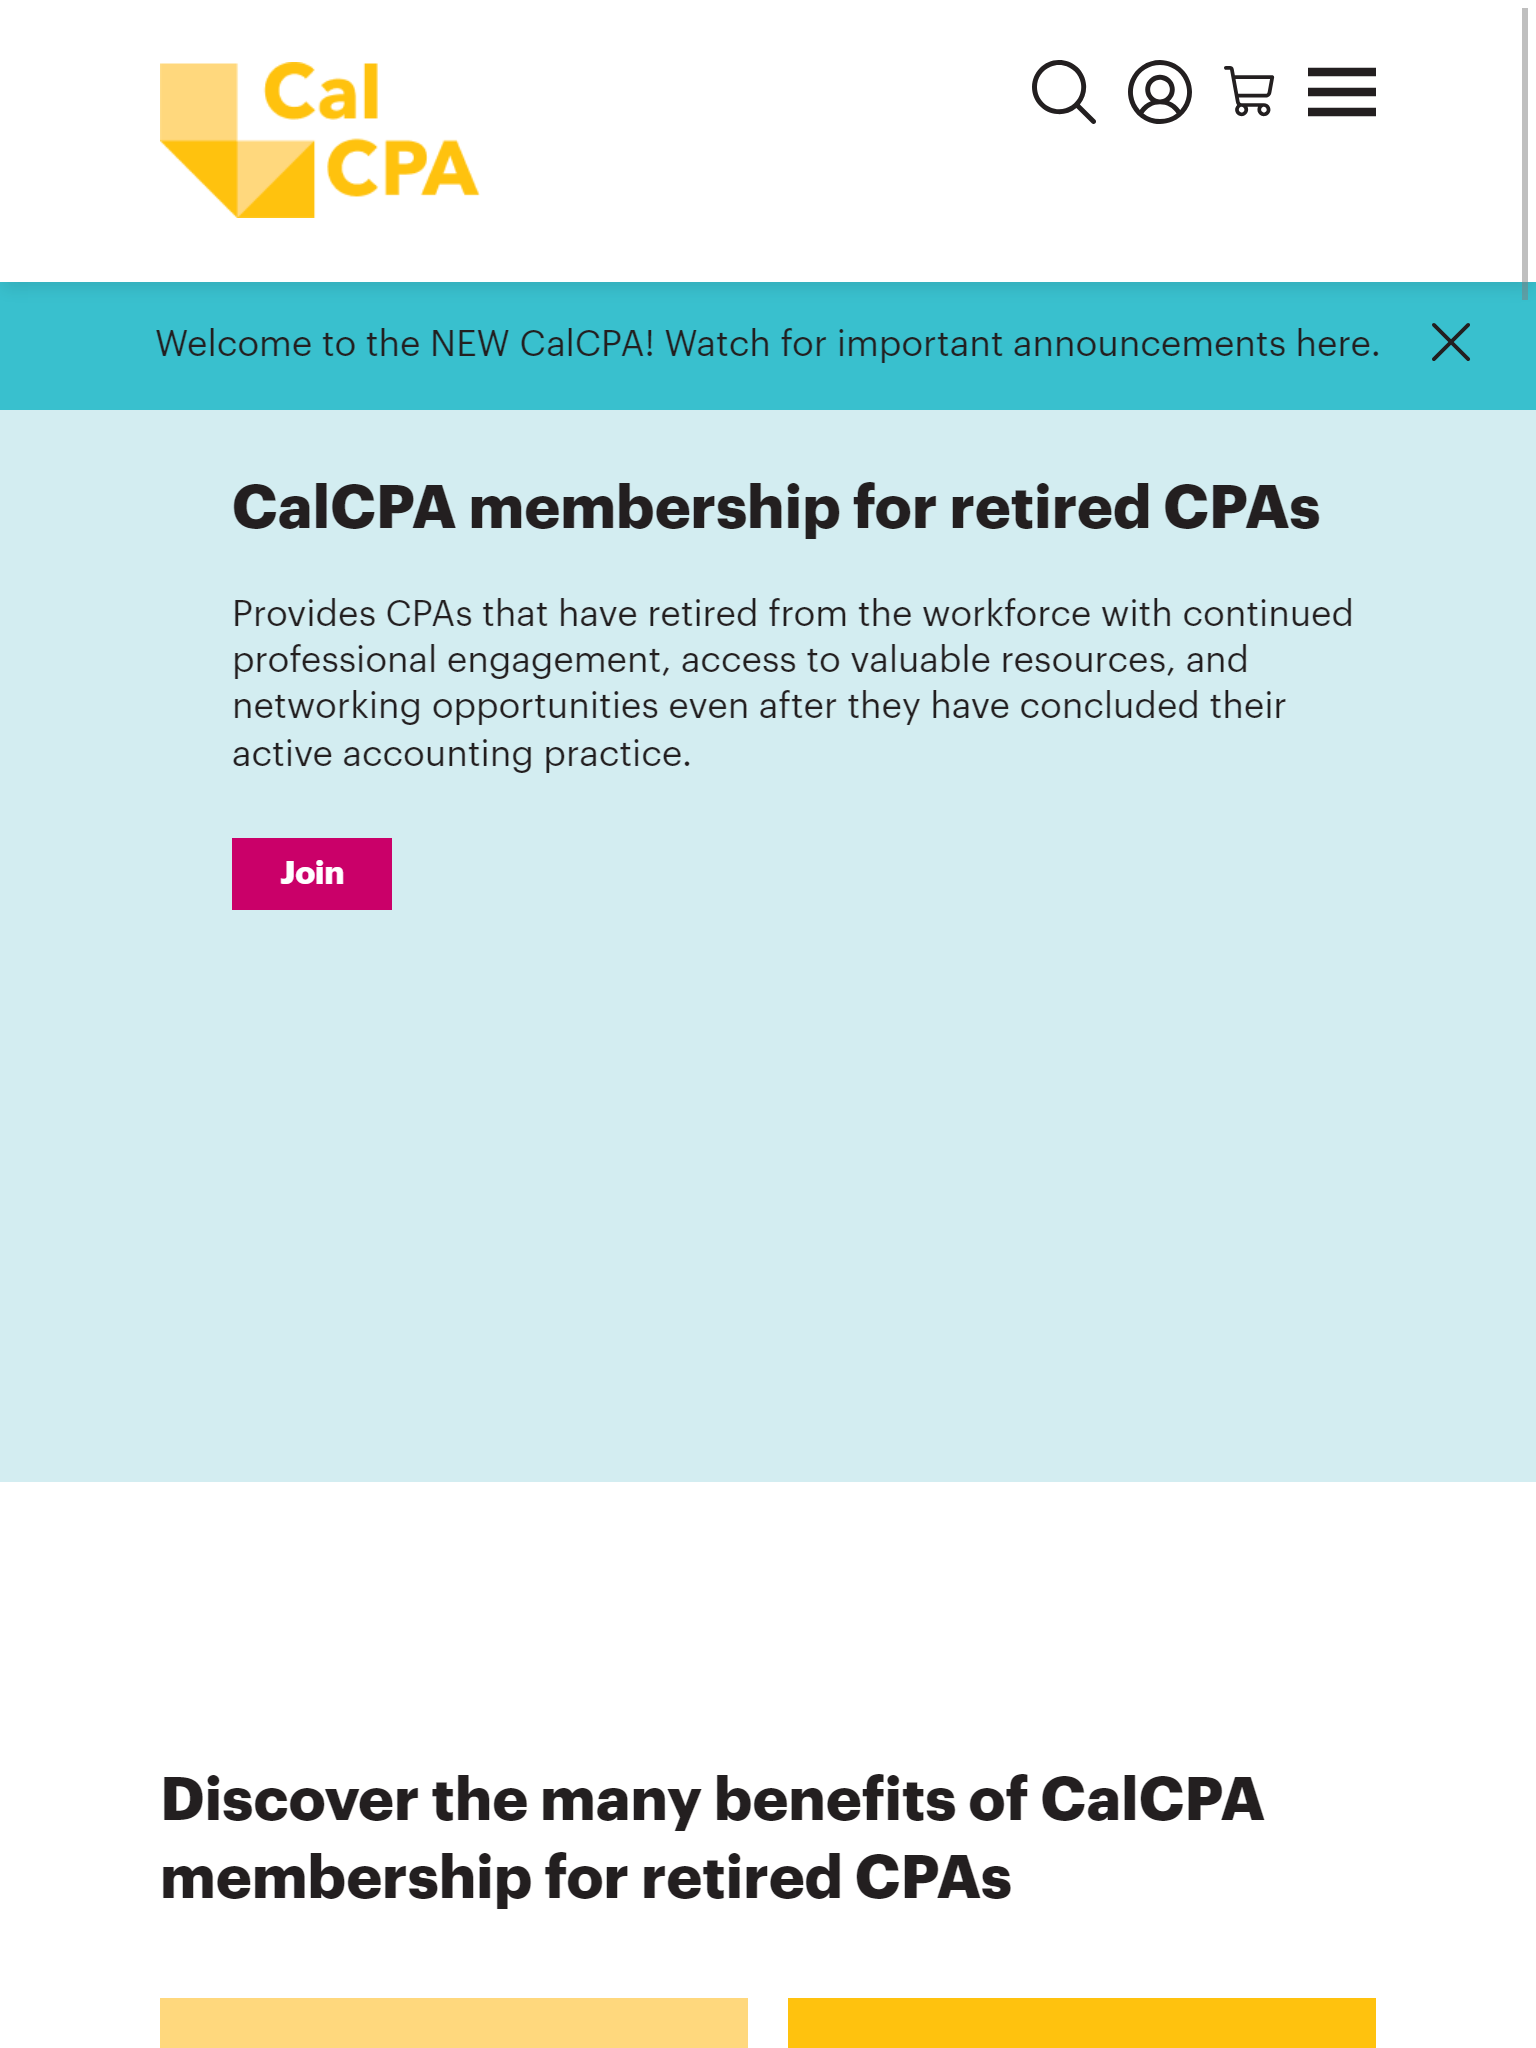 Cal
CPA
Welcome to the NEW CalCPA! Watch for important announcements here.
CalCPA membership for retired CPAs
Provides CPAs that have retired from the workforce with continued
professional engagement, access to valuable resources, and
networking opportunities even after they have concluded their
active accounting practice.
Join
Discover the many benefits of CalCPA
membership for retired CPAs